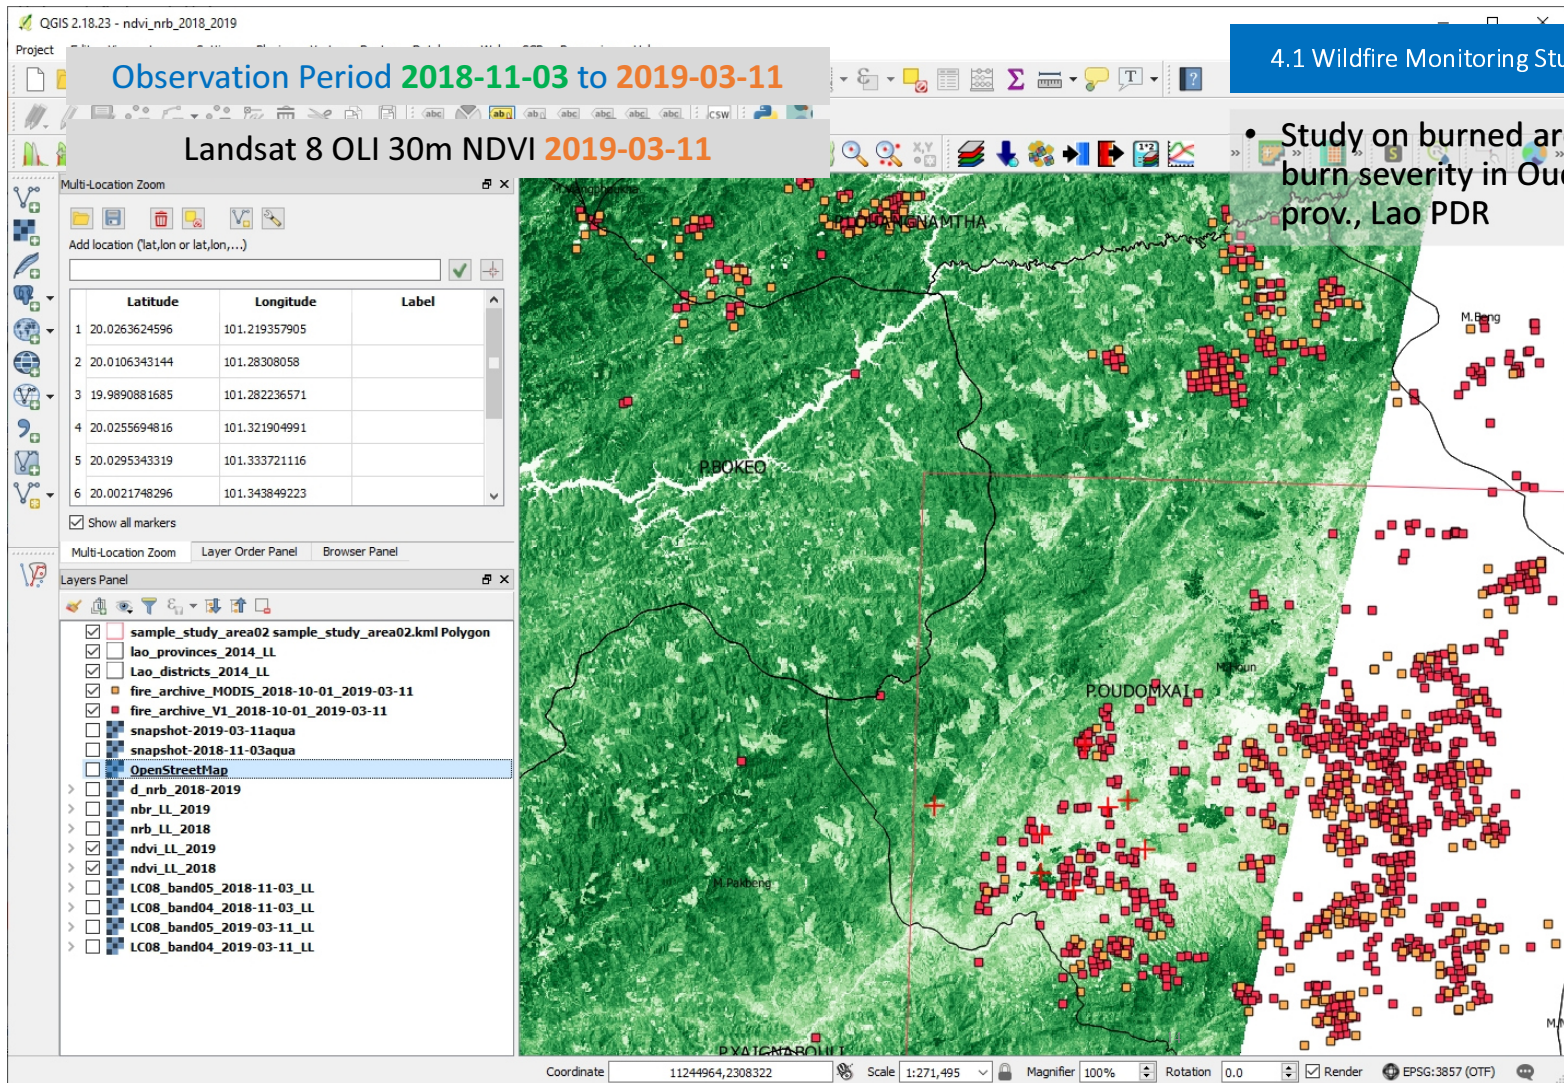 QGIS 2.18.23 - ndvi_nrb_2018_2019
Project
Observation Period 2018-11-03 to 2019-03-11
Landsat 8 OLI 30m NDVI 2019-03-11
4.1 Wildfire Monitoring Stu
• Study on burned ar
burn severity in Oud
prov., Lao PDR
CSW
Multi-Location Zoom
Add location ('lat,lon or lat,lon,...)
Latitude Longitude Label
1 20.0263624596 101.219357905
2 20.0106343144 101.28308058
3 19.9890881685 101.282236571
4 20.0255694816 101.321904991
5 20.0295343319 101.333721116
6 20.0021748296 101.343849223
Show all markers
Multi-Location Zoom Layer Order Panel Browser Panel
Layers Panel
sample_study_area02 sample_study_area02.kml Polygon
lao_provinces_2014_LL
Lao_districts_2014_LL
fire_archive_MODIS_2018-10-01_2019-03-11
fire_archive_V1_2018-10-01_2019-03-11
snapshot-2019-03-11aqua
snapshot-2018-11-03aqua
OpenStreetMap
d_nrb_2018-2019
nbr_LL_2019
nrb_LL_2018
ndvi_LL_2019
ndvi_LL_2018
LC08_band05_2018-11-03_LL
LC08_band04_2018-11-03_LL
LC08_band05_2019-03-11_LL
LC08_band04_2019-03-11_LL
M.Beng
P.BOKEO
P.OUDOMXAI
M.Pakbeng
P.XAIGNABOULI
Coordinate 11244964,2308322 Scale 1:271,495 Magnifier 100% Rotation 0.0 Render EPSG:3857 (OTF)